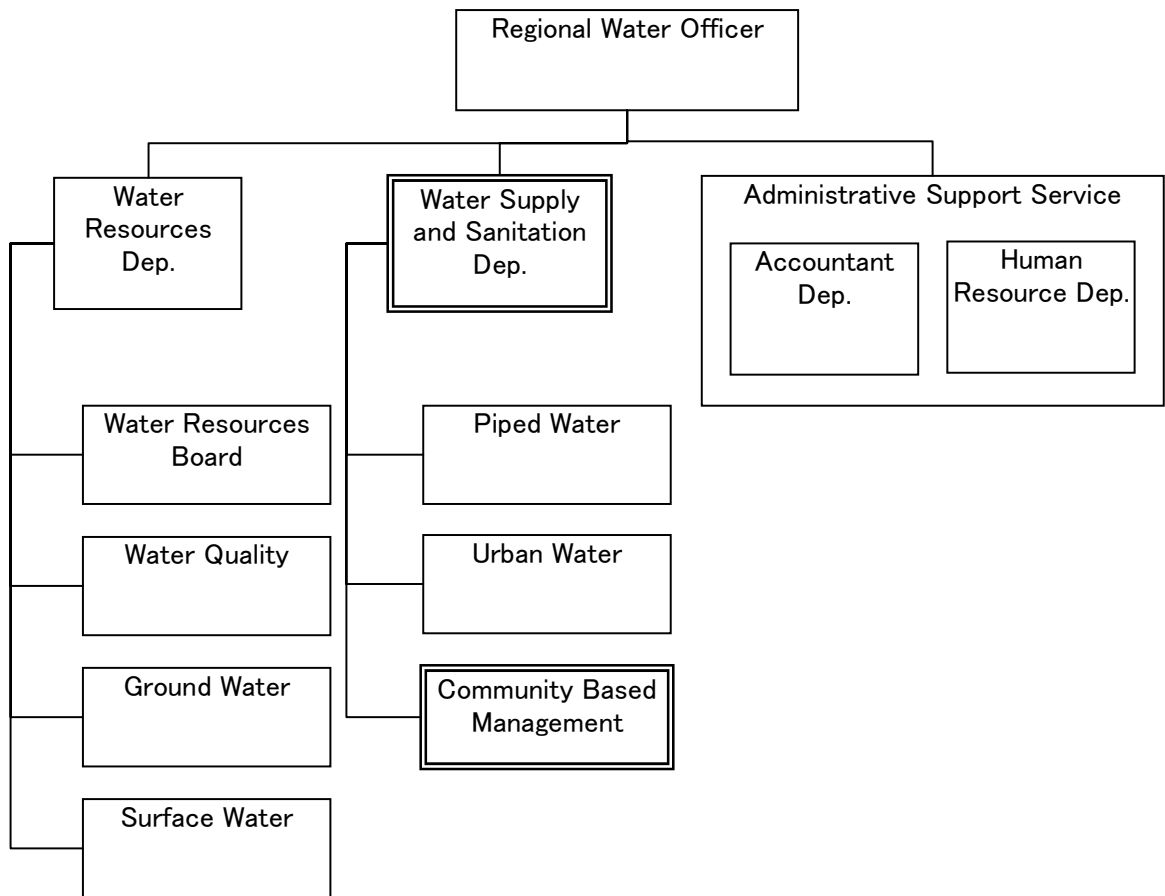 Regional Water Officer
Water
Resources
Dep.
Water Supply
and Sanitation
Dep.
Administrative Support Service
Accountant
Dep.
Human
Resource Dep.
Water Resources
Board
Water Quality
Ground Water
Surface Water
Piped Water
Urban Water
Community Based
Management